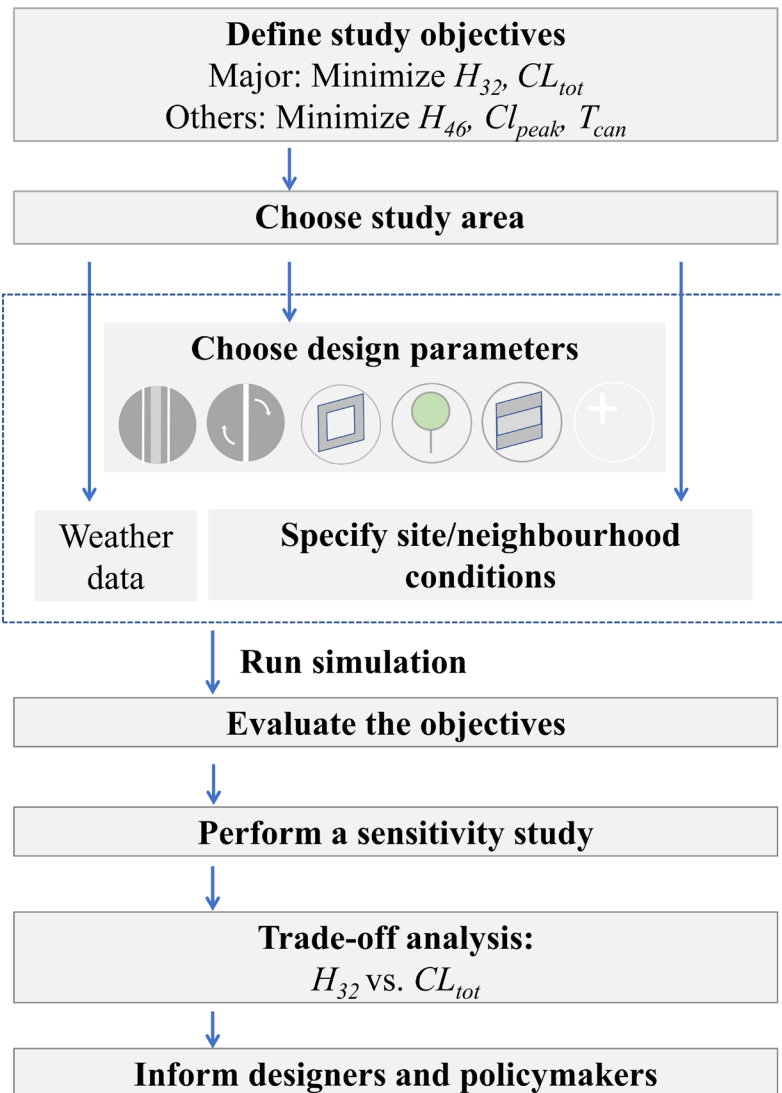 Define study objectives
Major: Minimize H32, CLtot
Others: Minimize H46, Clpeak, Tcan
Choose study area
Choose design parameters
Weather
data
Specify site/neighbourhood
conditions
Run simulation
Evaluate the objectives
Perform a sensitivity study
Trade-off analysis:
H32 vs. CLtot
Inform designers and policymakers